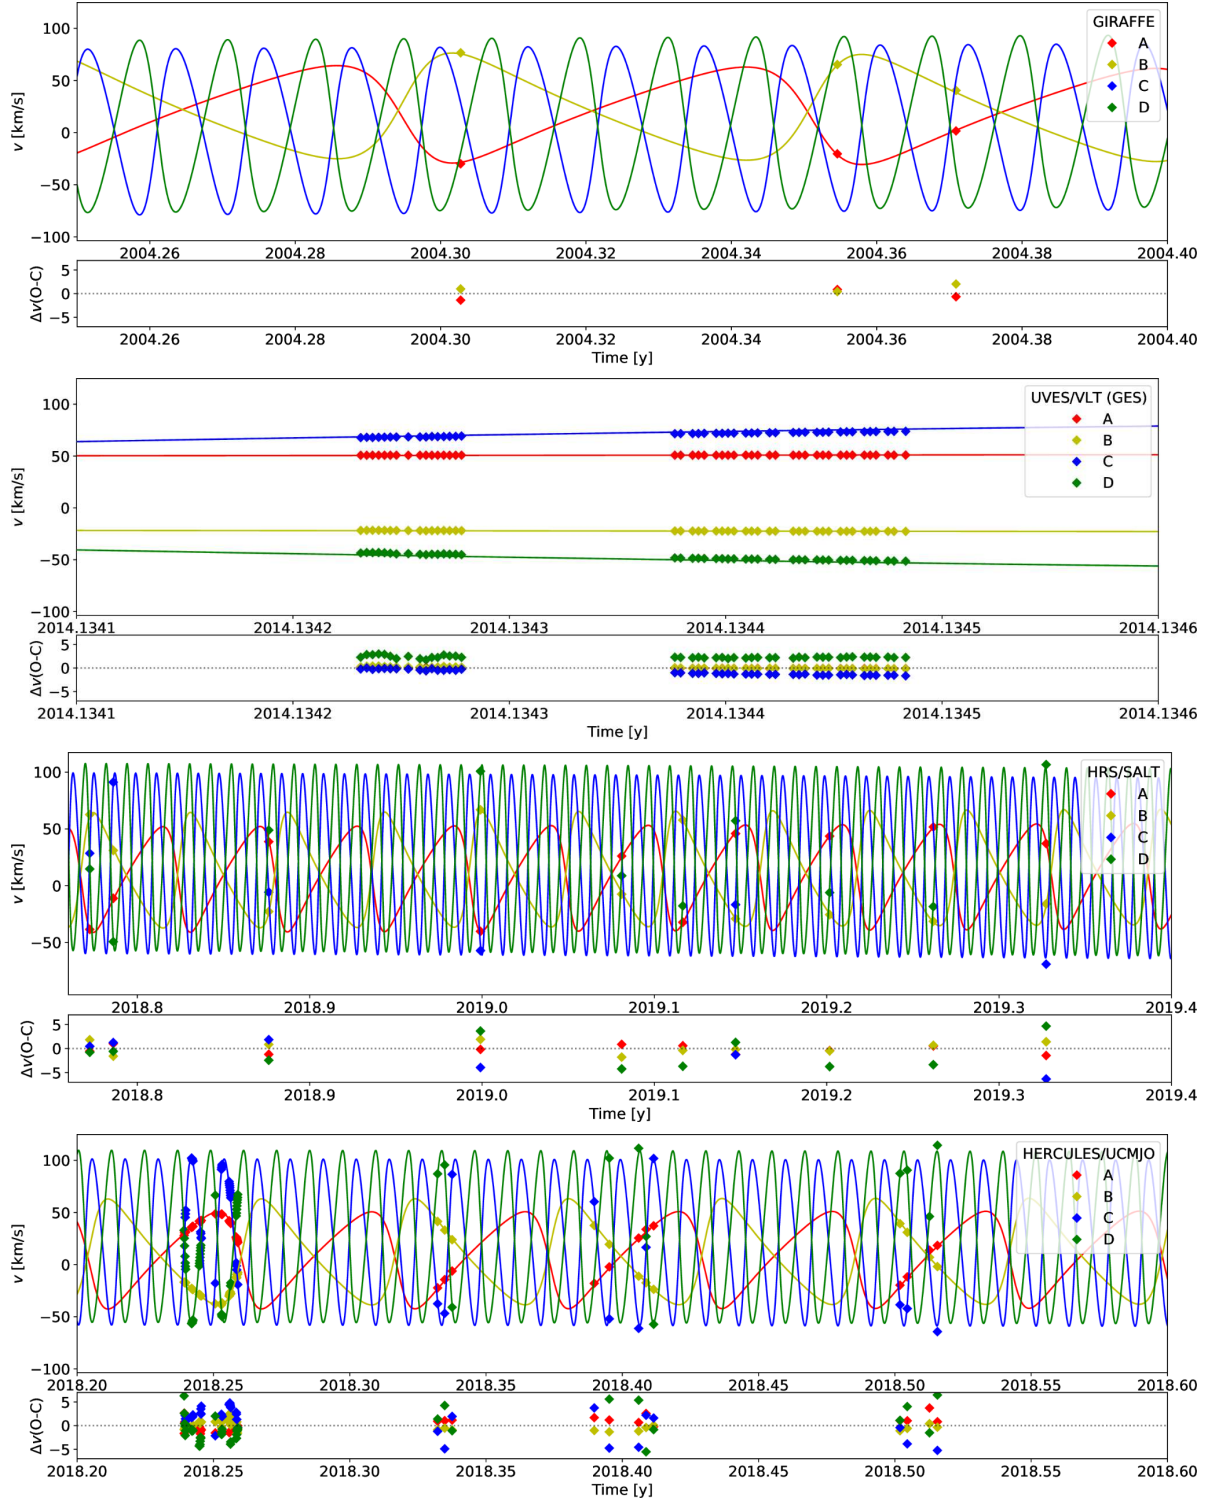 GIRAFFE
A
B
C
D
100
50
0
−50
−100
v [km/s]
2004.26 2004.28 2004.30 2004.32 2004.34 2004.36 2004.38 2004.40
5
0
−5
Δv(O-C)
2004.26 2004.28 2004.30 2004.32 2004.34 2004.36 2004.38 2004.40
Time [y]
UVES/VLT (GES)
A
B
C
D
100
50
0
−50
−100
v [km/s]
2014.1341 2014.1342 2014.1343 2014.1344 2014.1345 2014.1346
5
0
−5
Δv(O-C)
2014.1341 2014.1342 2014.1343 2014.1344 2014.1345 2014.1346
Time [y]
HRS/SALT
A
B
C
D
100
50
0
−50
v [km/s]
2018.8 2018.9 2019.0 2019.1 2019.2 2019.3 2019.4
5
0
−5
Δv(O-C)
2018.8 2018.9 2019.0 2019.1 2019.2 2019.3 2019.4
Time [y]
HERCULES/UCMJO
A
B
C
D
100
50
0
−50
−100
v [km/s]
2018.20 2018.25 2018.30 2018.35 2018.40 2018.45 2018.50 2018.55 2018.60
5
0
−5
Δv(O-C)
2018.20 2018.25 2018.30 2018.35 2018.40 2018.45 2018.50 2018.55 2018.60
Time [y]